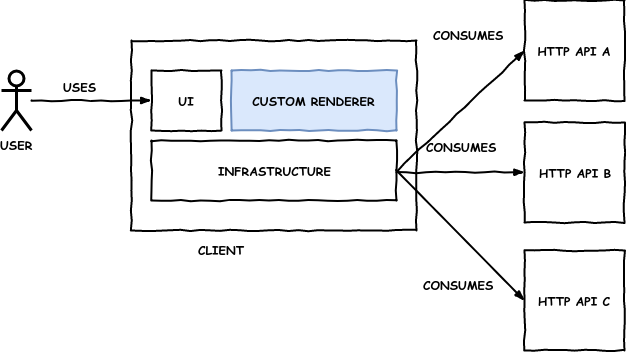 CONSUMES
HTTP API A
USES
UI
CUSTOM RENDERER
USER
CONSUMES
INFRASTRUCTURE
HTTP API B
CLIENT
CONSUMES
HTTP API C